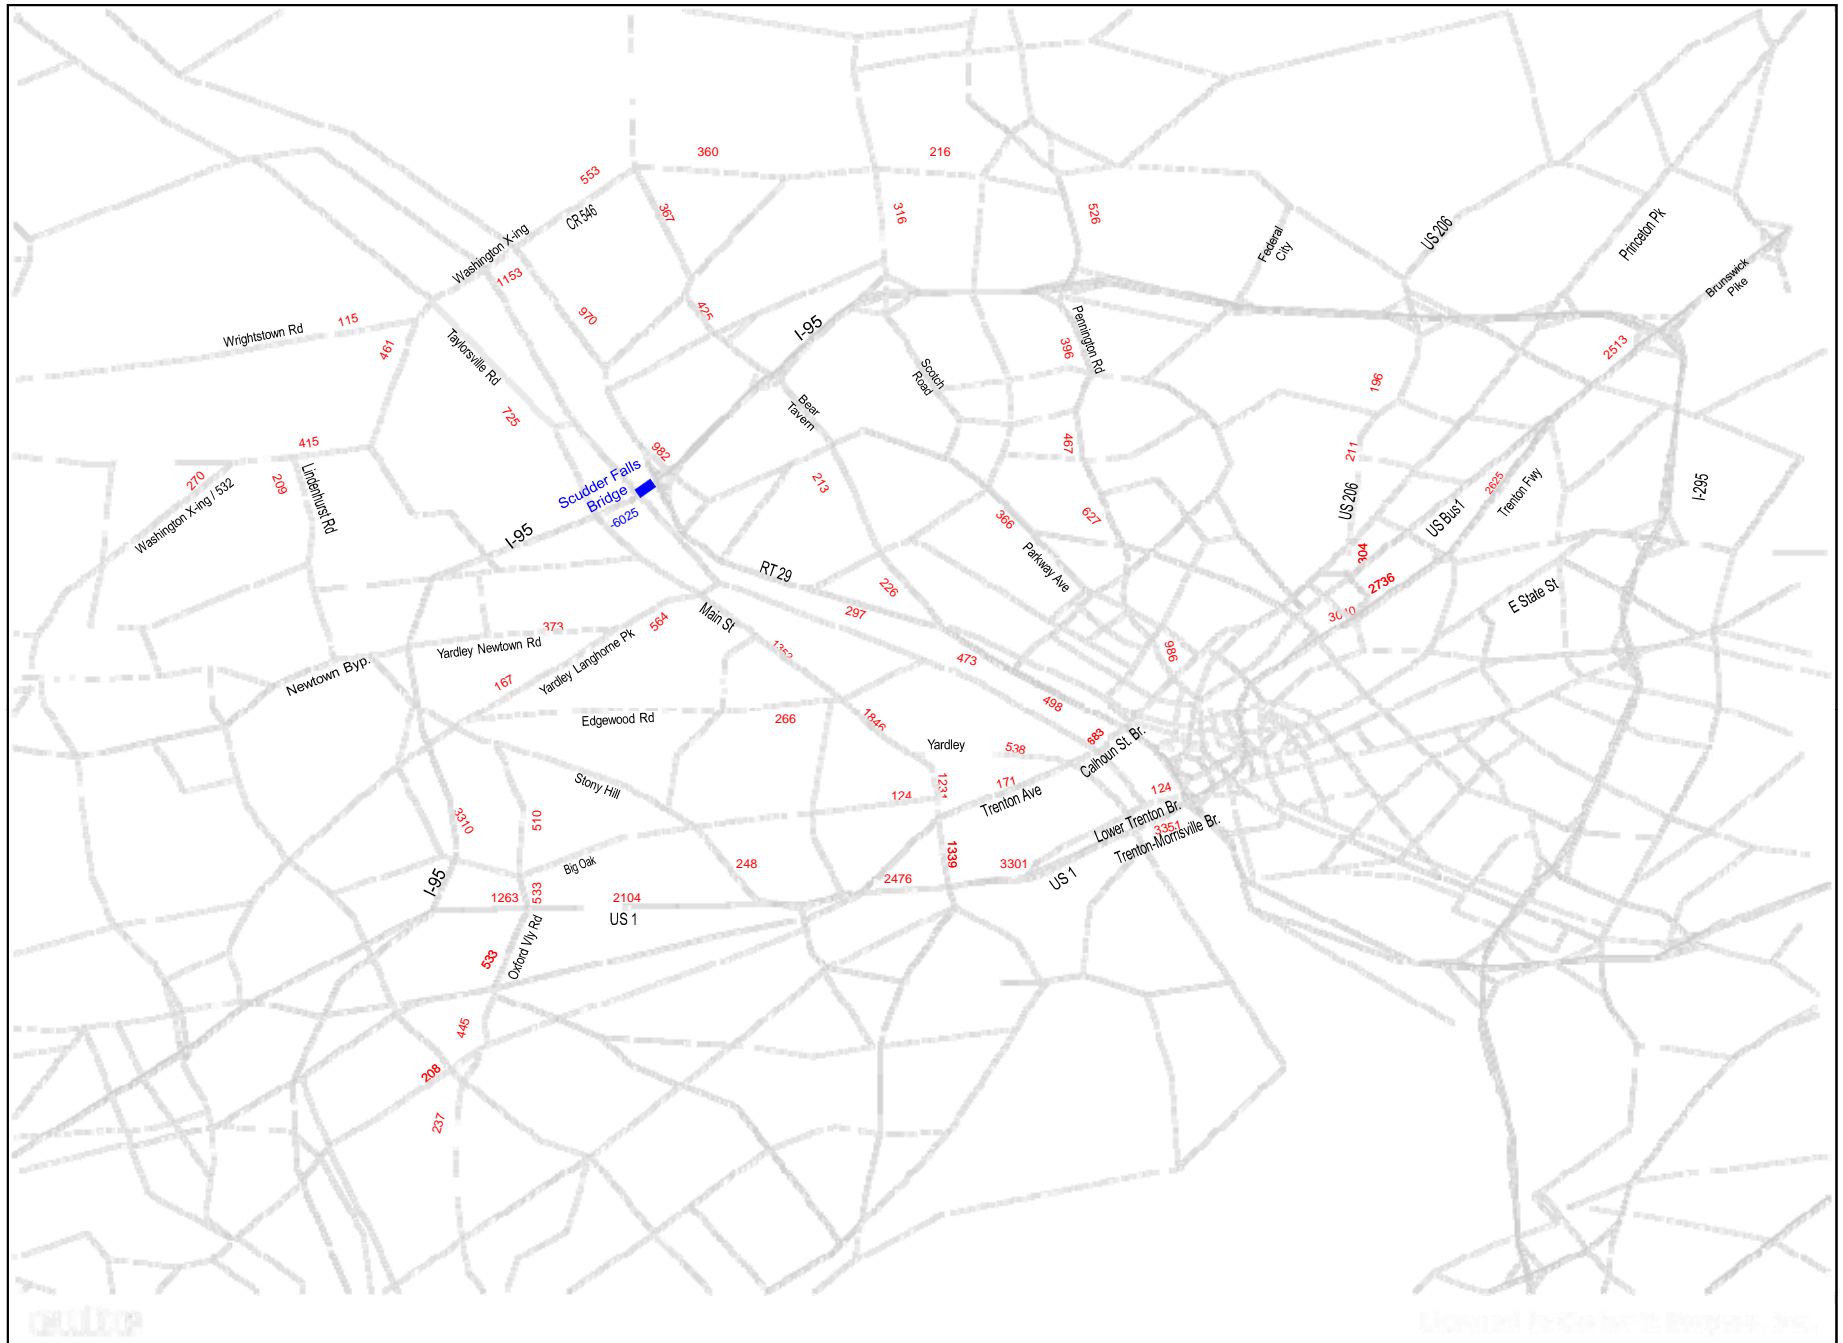 360
216
553
CR 546
367
316
526
Washington X-ing
1153
Federal
City
US 206
Princeton Pk
Brunswick
Pike
115
Wrightstown Rd
970
425
I-95
461
Taylorsville Rd
396
Pennington Rd
2513
Scotch
Road
196
725
Bear
Tavern
415
982
467
211
Scudder Falls
Bridge
-6025
270
209
Lindenhurst Rd
Washington X-ing / 532
213
2625
Trenton Fwy
I-295
US 206
US Bus1
I-95
366
627
RT 29
Parkway Ave
2736
E State St
226
297
Main St
564
373
Yardley Newtown Rd
Yardley Langhorne Pk
986
473
Newtown Byp.
167
498
Edgewood Rd
266
1846
683
Yardley
538
Calhoun St. Br.
Stony Hill
171
124
124
1231
Trenton Ave
3310
510
Lower Trenton Br.
3351
Trenton-Morrisville Br.
1339
Big Oak
248
3301
US 1
2476
I-95
1263
533
2104
US 1
533
Oxford Vly Rd
445
208
237